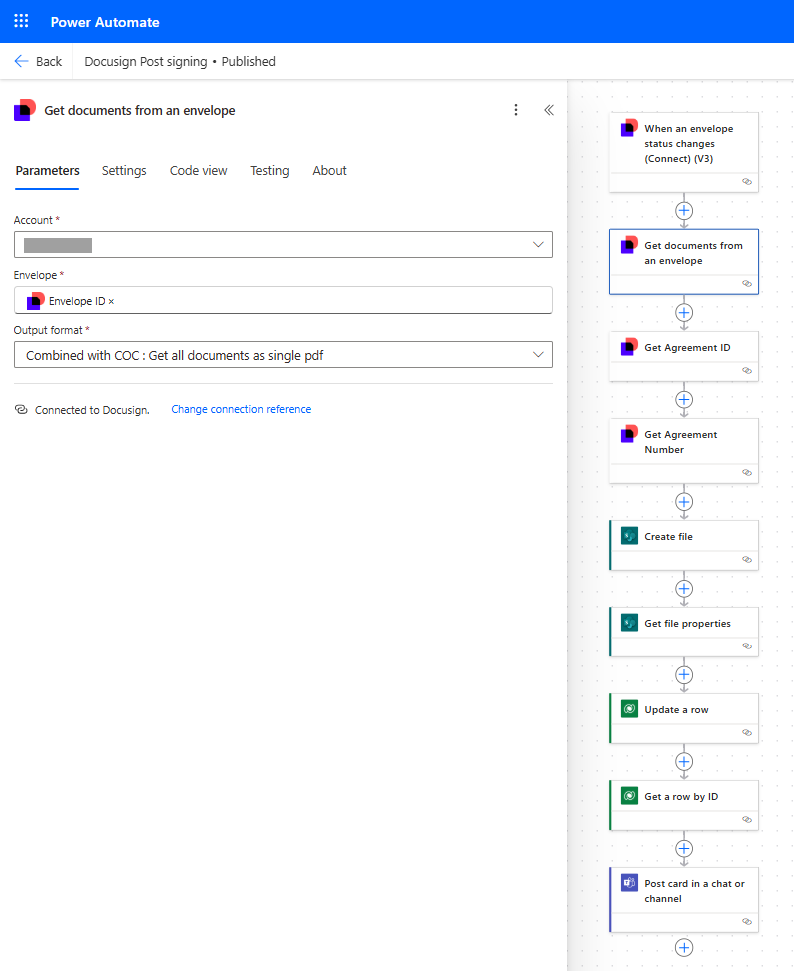 Power Automate
Back
Docusign Post signing • Published
Get documents from an envelope
Parameters Settings Code view Testing About
Account *
Envelope *
Envelope ID ×
Output format *
Combined with COC : Get all documents as single pdf
Connected to Docusign. Change connection reference
When an envelope
status changes
(Connect) (V3)
Get documents from
an envelope
Get Agreement ID
Get Agreement
Number
Create file
Get file properties
Update a row
Get a row by ID
Post card in a chat or
channel